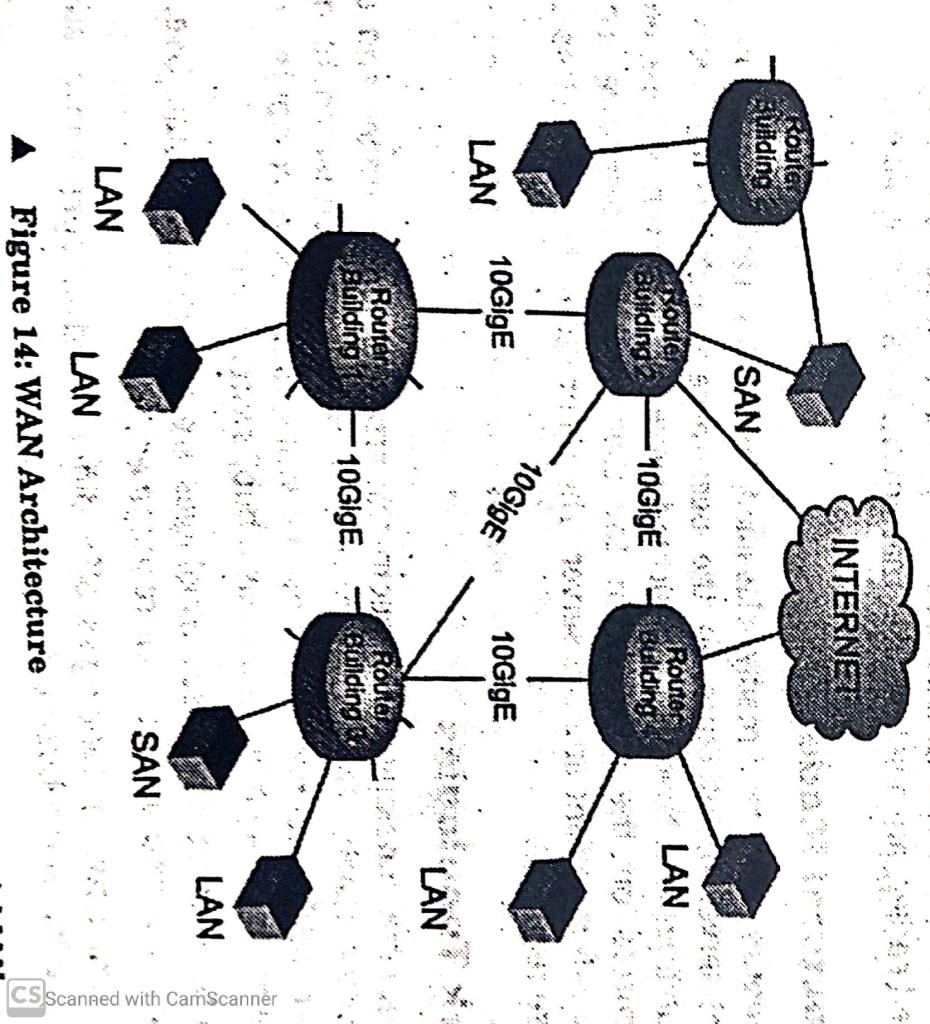 INTERNET
Router
Building 2
SAN
Router
Building 2
10GigE
Router
Building
LAN
LAN
10GigE
10GigE
10GigE
LAN
Router
Building 1
10GigE
Router
Building
LAN
LAN
SAN
LAN
▲ Figure 14: WAN Architecture
CS Scanned with CamScanner